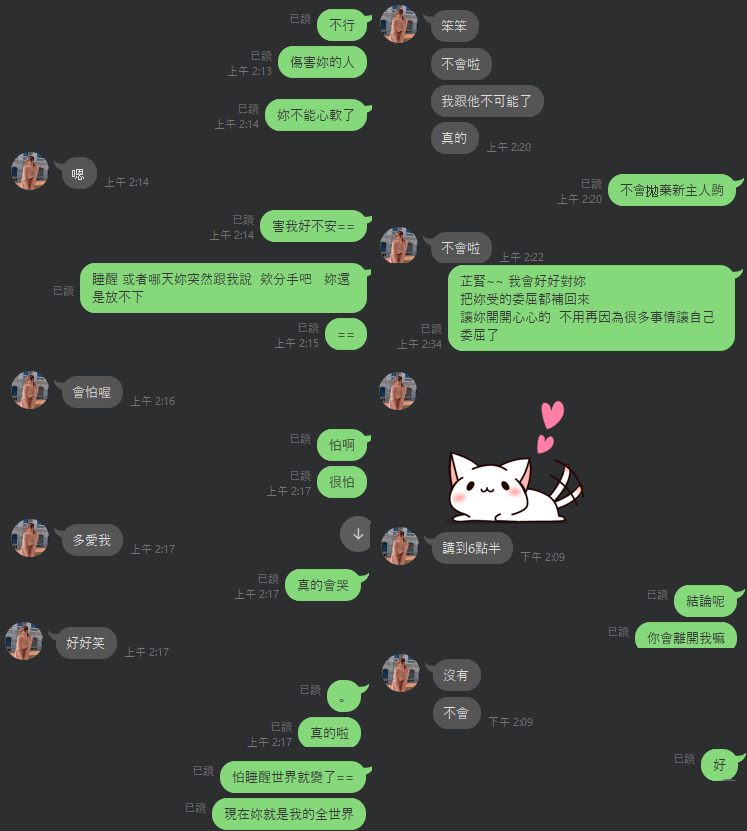 已讀
不行
已讀
上午 2:13
傷害妳的人
已讀
上午 2:14
妳不能心軟了
嗯
上午 2:14
已讀
上午 2:14
害我好不安==
已讀
睡醒 或者哪天妳突然跟我說 欸分手吧 妳還
是放不下
已讀
上午 2:15
==
會怕喔
上午 2:16
已讀
怕啊
已讀
上午 2:17
很怕
多愛我
上午 2:17
已讀
上午 2:17
真的會哭
好好笑
上午 2:17
已讀
。
已讀
上午 2:17
真的啦
已讀
怕睡醒世界就變了==
已讀
現在妳就是我的全世界
笨笨
不會啦
我跟他不可能了
真的
上午 2:20
已讀
上午 2:20
不會拋棄新主人齁
不會啦
上午 2:22
已讀
上午 2:34
芷賢~~ 我會好好對妳
把妳受的委屈都補回來
讓妳開開心心的 不用再因為很多事情讓自己
委屈了
講到6點半
下午 2:09
已讀
結論呢
已讀
你會離開我嘛
沒有
不會
下午 2:09
已讀
好